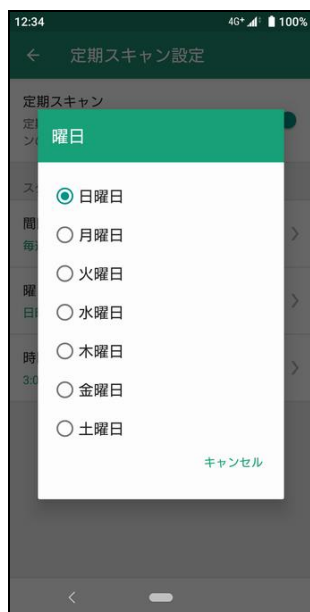 12:34
4G+
100%
定期スキャン設定
定期スキャン
曜日
日曜日
月曜日
火曜日
水曜日
木曜日
金曜日
土曜日
キャンセル